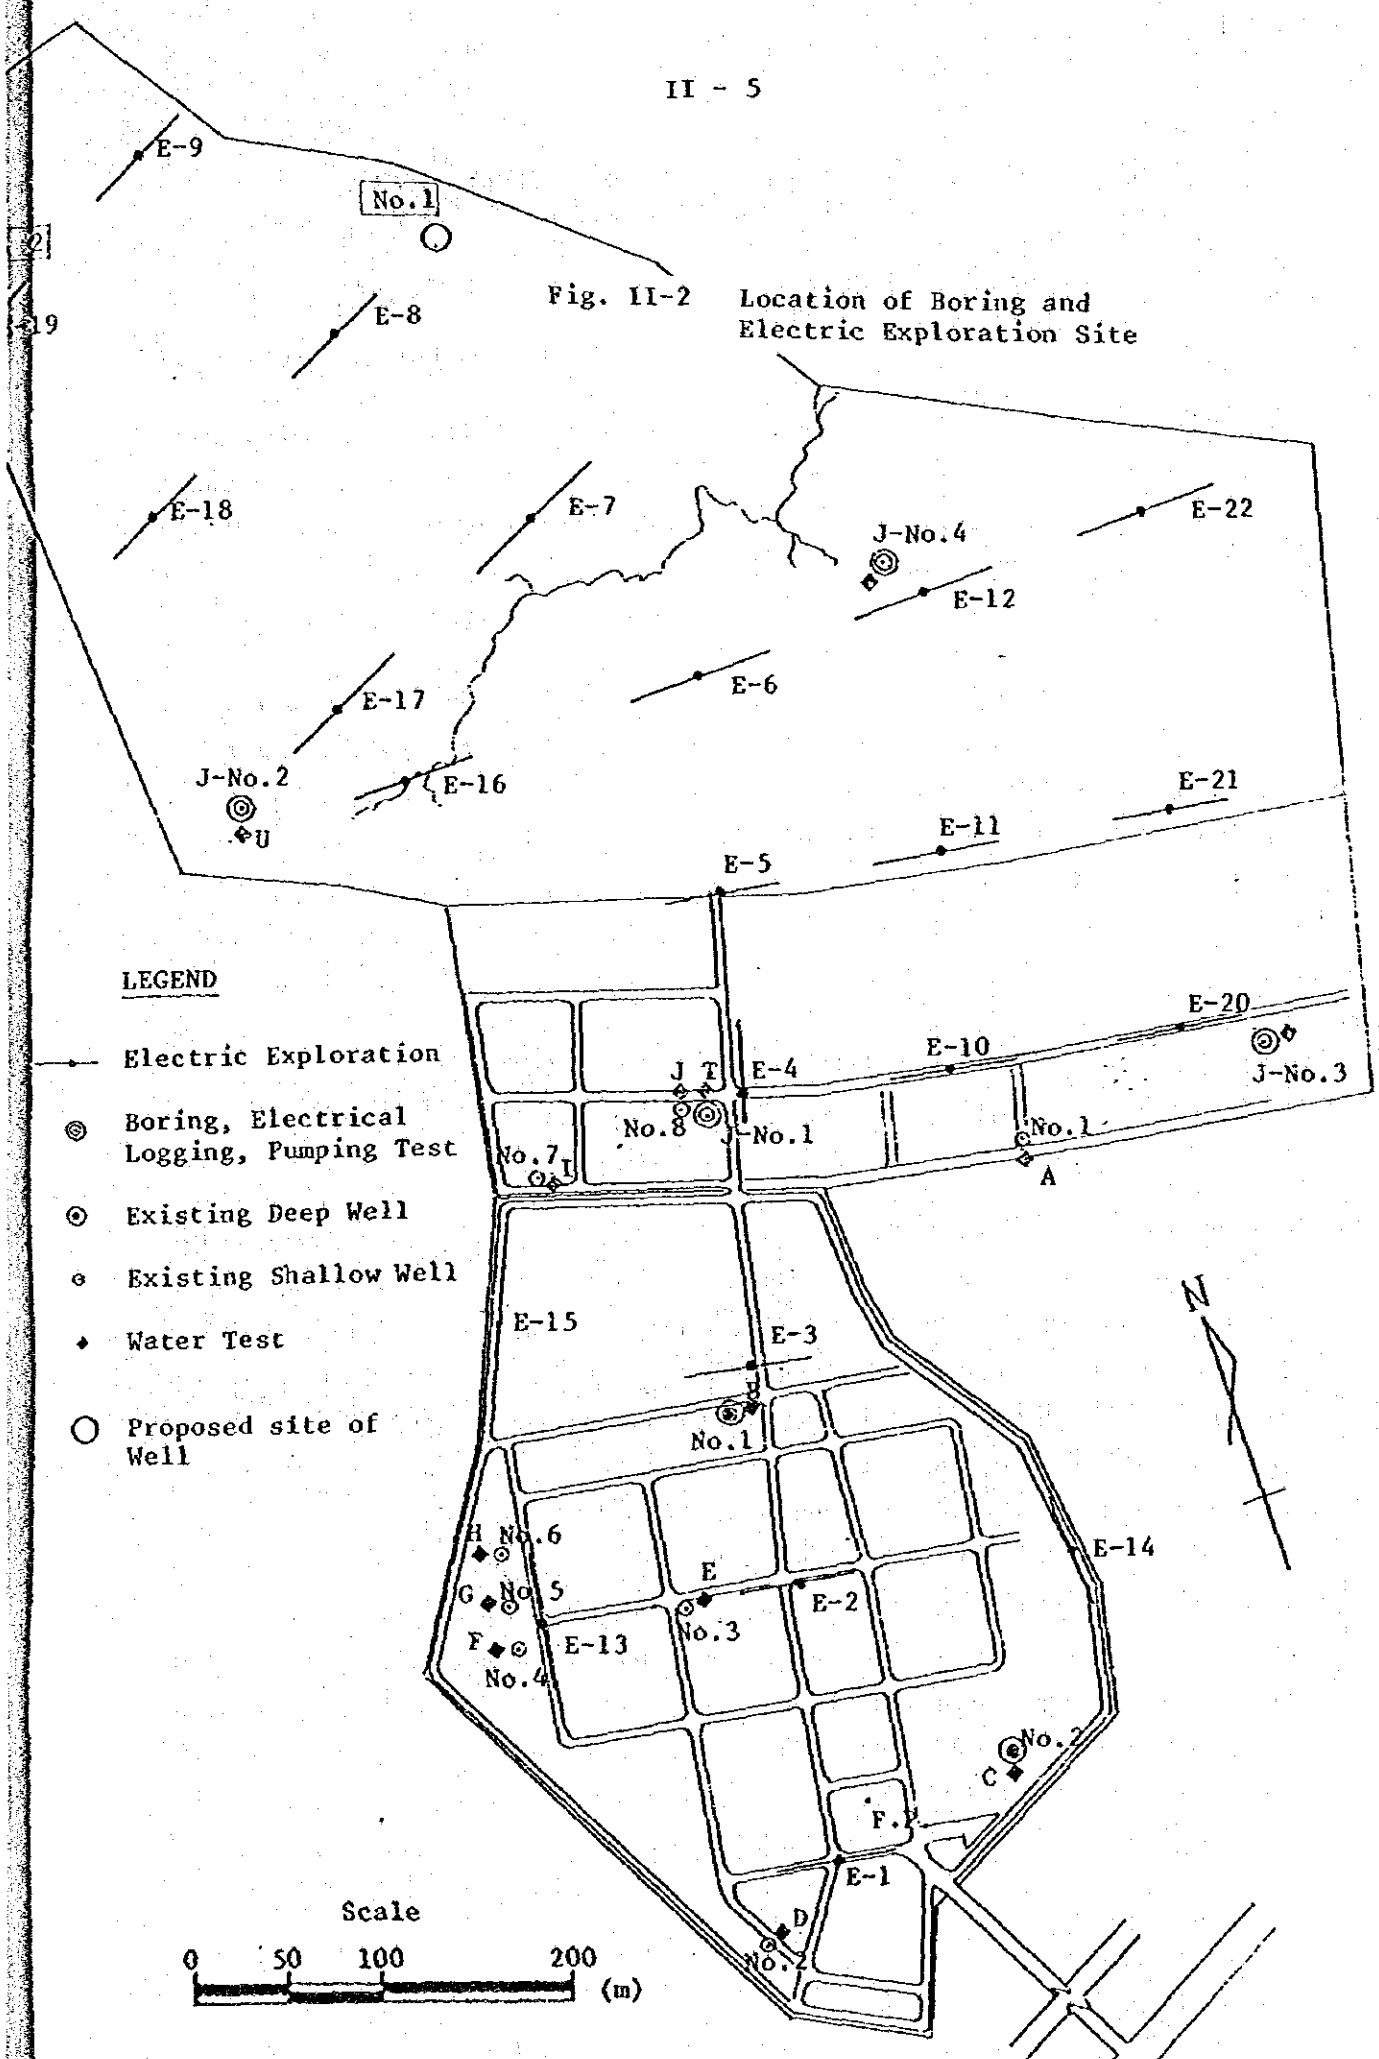 II - 5
E-9
No.1
2
19
Fig. II-2 Location of Boring and
Electric Exploration Site
E-8
E-18
E-7
E-22
J-No.4
E-12
E-6
E-17
J-No.2
E-16
U
E-21
E-11
E-5
LEGEND
Electric Exploration
Boring, Electrical
Logging, Pumping Test
Existing Deep Well
Existing Shallow Well
Water Test
Proposed site of
Well
E-20
E-10
J-No.3
J T E-4
No.8 J-No.1
No.1
A
No.7 I
N
E-15
E-3
No.1
E-14
H No.6
G No.5
E
E-2
No.3
F
E-13
No.4
No.2
C
F.P.
E-1
D
No.2
Scale
0 50 100 200
(m)